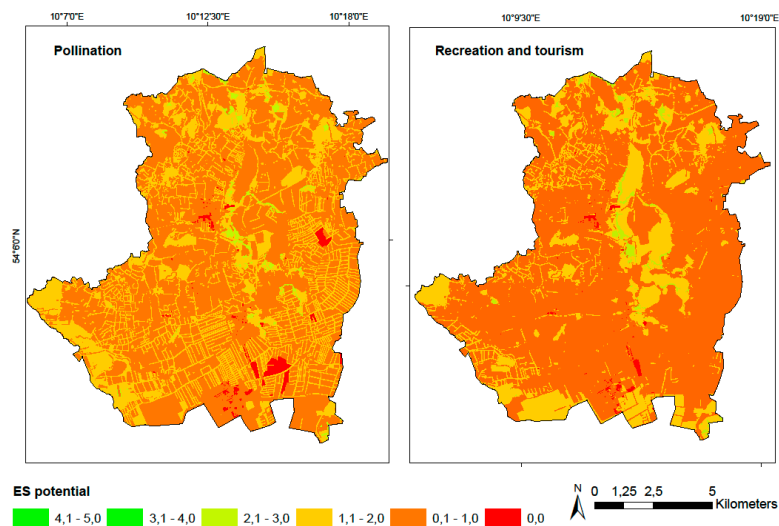 10°7'0"E 10°12'30"E 10°18'0"E 10°9'30"E 10°19'0"E
Pollination
Recreation and tourism
54°6'0"N
ES potential
4,1 - 5,0 3,1 - 4,0 2,1 - 3,0 1,1 - 2,0 0,1 - 1,0 0,0
N
0 1,25 2,5 5
Kilometers